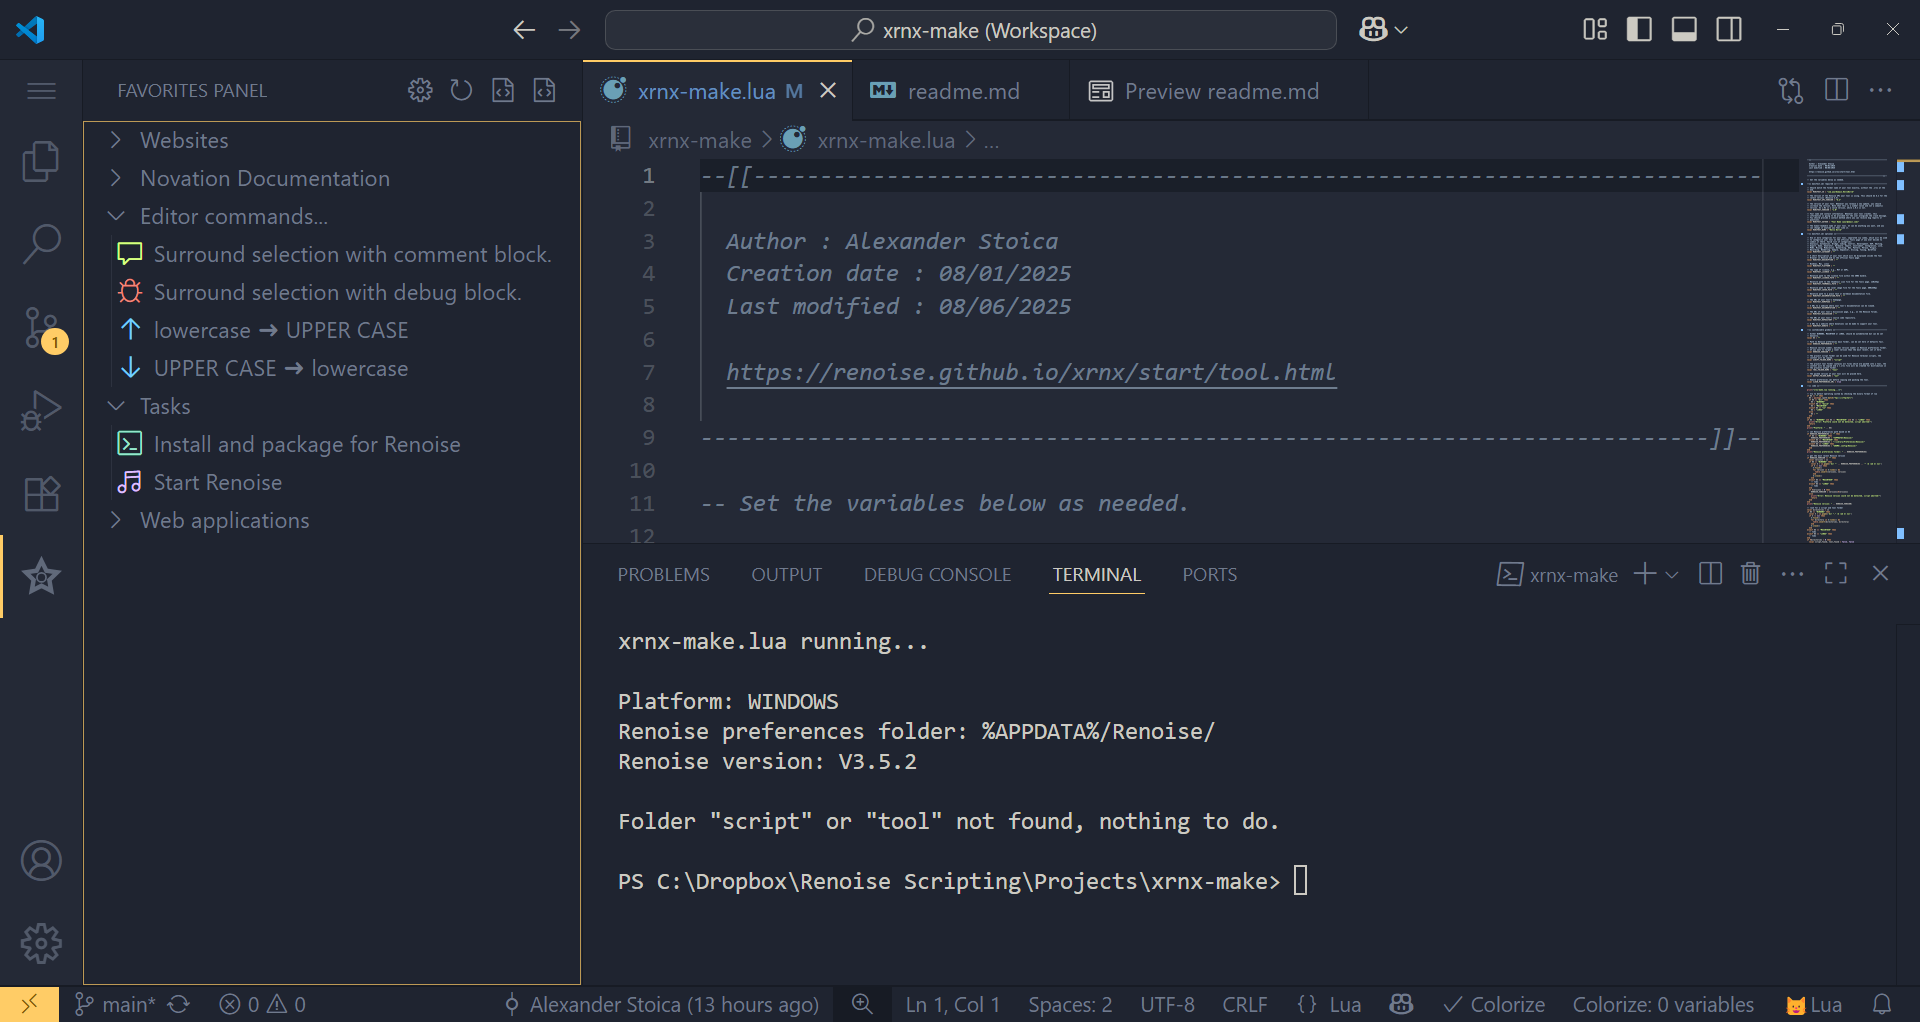 xrnx-make (Workspace)
FAVORITES PANEL
Websites
Novation Documentation
Editor commands...
Surround selection with comment block.
Surround selection with debug block.
lowercase ➔ UPPER CASE
UPPER CASE ➔ lowercase
Tasks
Install and package for Renoise
Start Renoise
Web applications
1
xrnx-make.lua M
readme.md
Preview readme.md
xrnx-make > xrnx-make.lua > ...
1 --[[------------------------------------------------------------------------------
2
3 Author : Alexander Stoica
4 Creation date : 08/01/2025
5 Last modified : 08/06/2025
6
7 https://renoise.github.io/xrnx/start/tool.html
8
9 ------------------------------------------------------------------------------]]--
10
11 -- Set the variables below as needed.
12
PROBLEMS OUTPUT DEBUG CONSOLE TERMINAL PORTS
xrnx-make
xrnx-make.lua running...
Platform: WINDOWS
Renoise preferences folder: %APPDATA%/Renoise/
Renoise version: V3.5.2
Folder "script" or "tool" not found, nothing to do.
PS C:\Dropbox\Renoise Scripting\Projects\xrnx-make>
main* 0 0 Alexander Stoica (13 hours ago) Ln 1, Col 1 Spaces: 2 UTF-8 CRLF {} Lua Colorize Colorize: 0 variables Lua